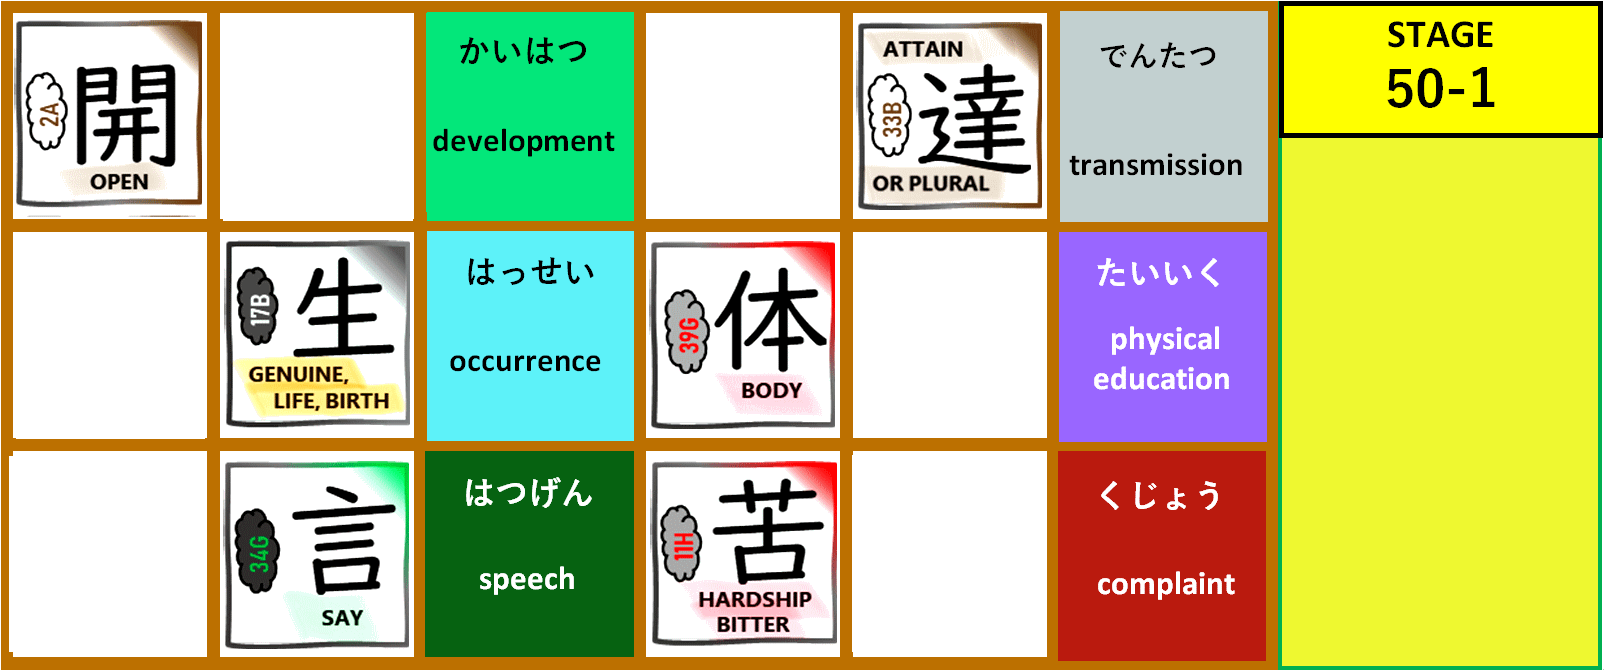 2A
開
OPEN
かいはつ
development
ATTAIN
33B
達
OR PLURAL
でんたつ
transmission
STAGE
50-1
17B
生
GENUINE,
LIFE, BIRTH
はっせい
occurrence
39G
体
BODY
たいいく
physical
education
34G
言
SAY
はつげん
speech
11H
苦
HARDSHIP
BITTER
くじょう
complaint